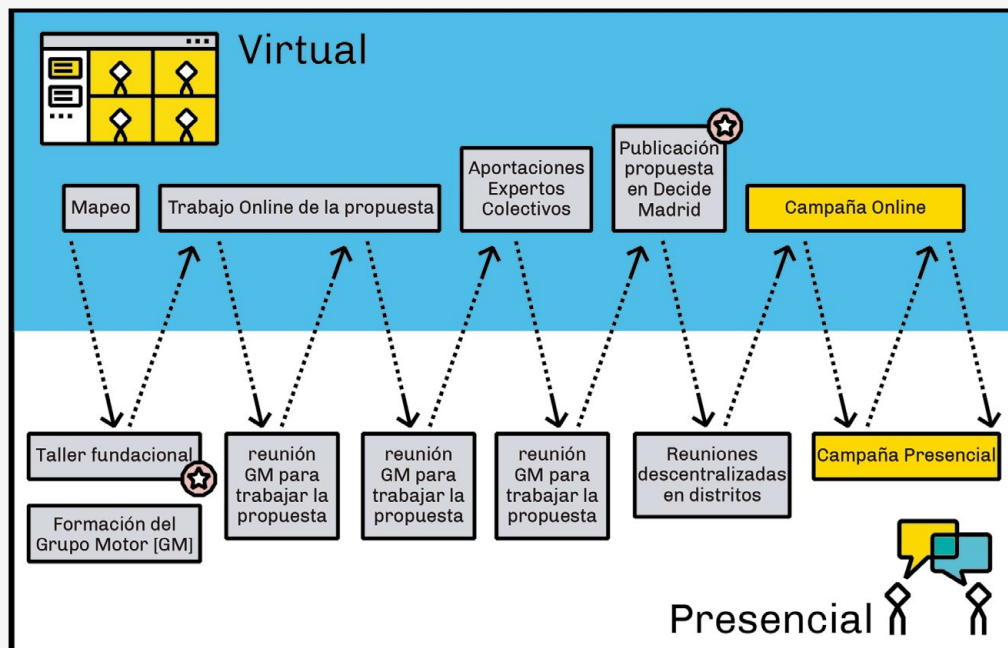 Virtual
Mapeo
Trabajo Online de la propuesta
Aportaciones
Expertos
Colectivos
Publicación
propuesta
en Decide
Madrid
Campaña Online
Taller fundacional
Formación del
Grupo Motor [GM]
reunión
GM para
trabajar la
propuesta
reunión
GM para
trabajar la
propuesta
reunión
GM para
trabajar la
propuesta
Reuniones
descentralizadas
en distritos
Campaña Presencial
Presencial